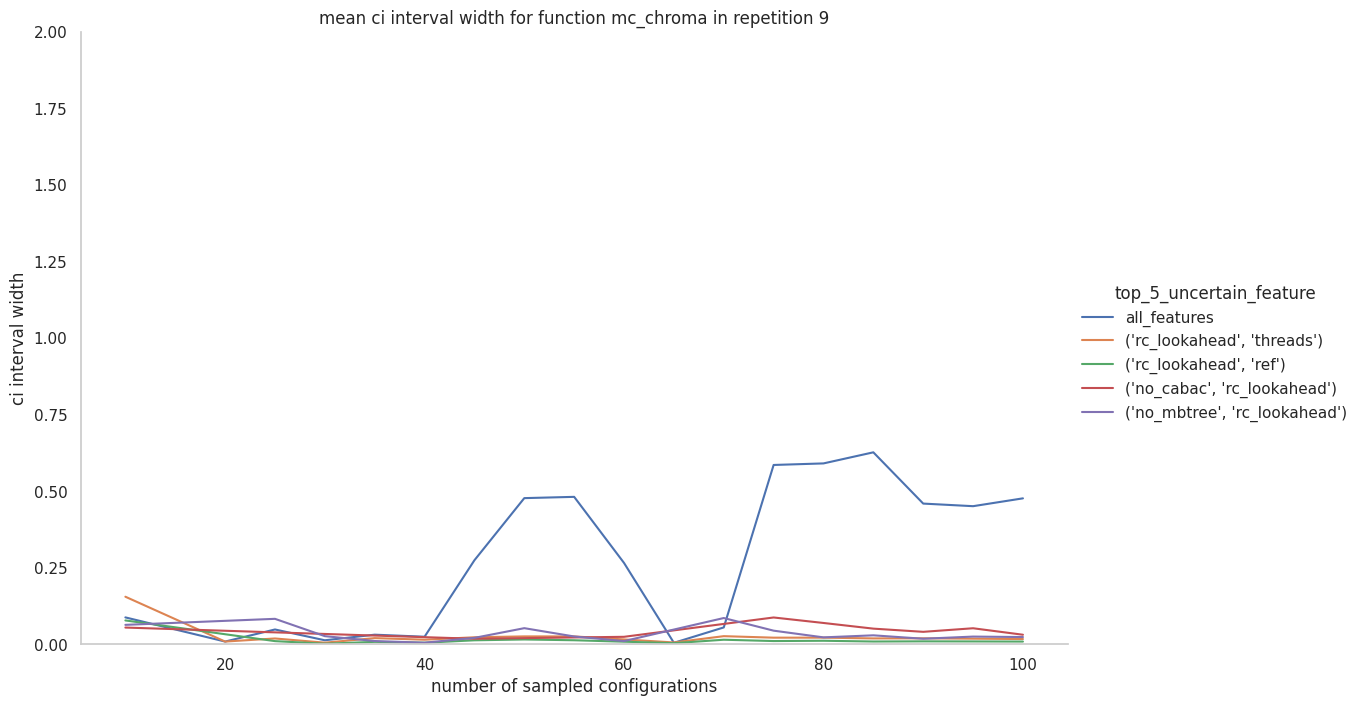 mean ci interval width for function mc_chroma in repetition 9
2.00
1.75
1.50
1.25
1.00
0.75
0.50
0.25
0.00
ci interval width
20
40
60
80
100
number of sampled configurations
top_5_uncertain_feature
all_features
('rc_lookahead', 'threads')
('rc_lookahead', 'ref')
('no_cabac', 'rc_lookahead')
('no_mbtree', 'rc_lookahead')